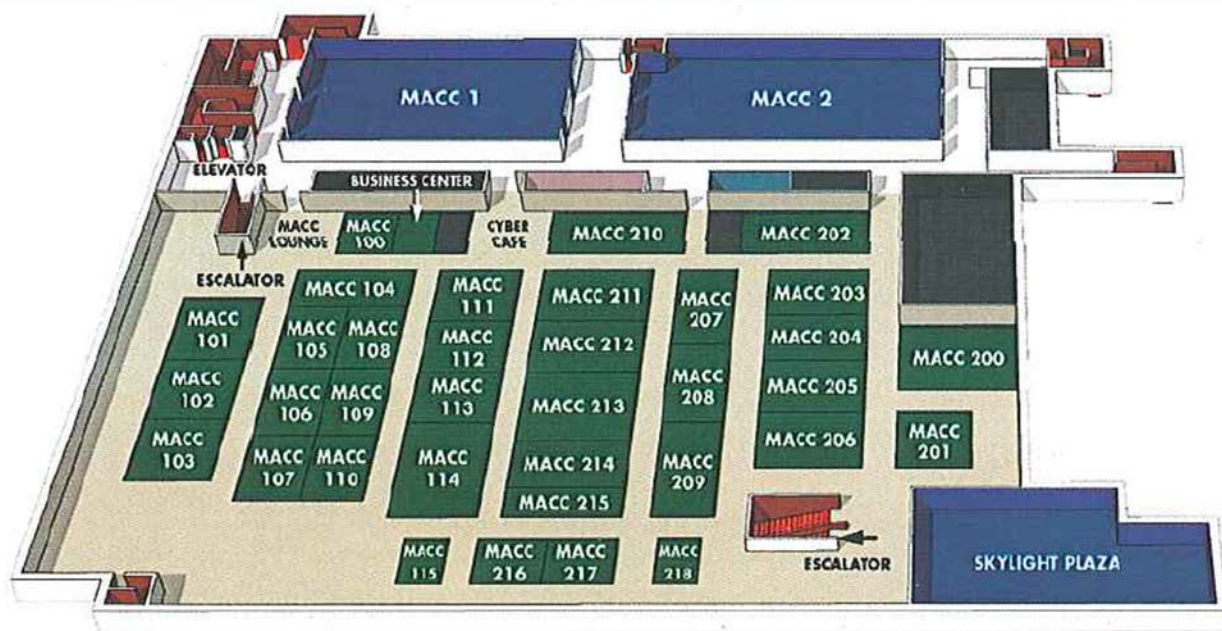 MACC 1
MACC 2
ELEVATOR
BUSINESS CENTER
MACC
LOUNGE
MACC
100
CYBER
CAFE
MACC 210
MACC 202
ESCALATOR
MACC
101
MACC
102
MACC
103
MACC 104
MACC
105
MACC
108
MACC
106
MACC
109
MACC
107
MACC
110
MACC
111
MACC
112
MACC
113
MACC
114
MACC 211
MACC 212
MACC 213
MACC 214
MACC 215
MACC
207
MACC
208
MACC
209
MACC 203
MACC 204
MACC 205
MACC 206
MACC 200
MACC
201
MACC
115
MACC
216
MACC
217
MACC
218
ESCALATOR
SKYLIGHT PLAZA